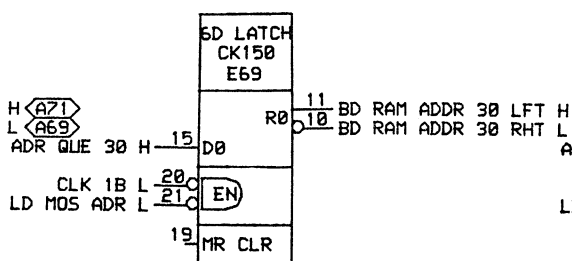 6D LATCH
CK150
E69
H A71
L A69
ADR QUE 30 H 15 D0
R0 11 BD RAM ADDR 30 LFT H
10 BD RAM ADDR 30 RHT L
A
CLK 1B L 20
LD MOS ADR L 21
EN
L
19 MR CLR